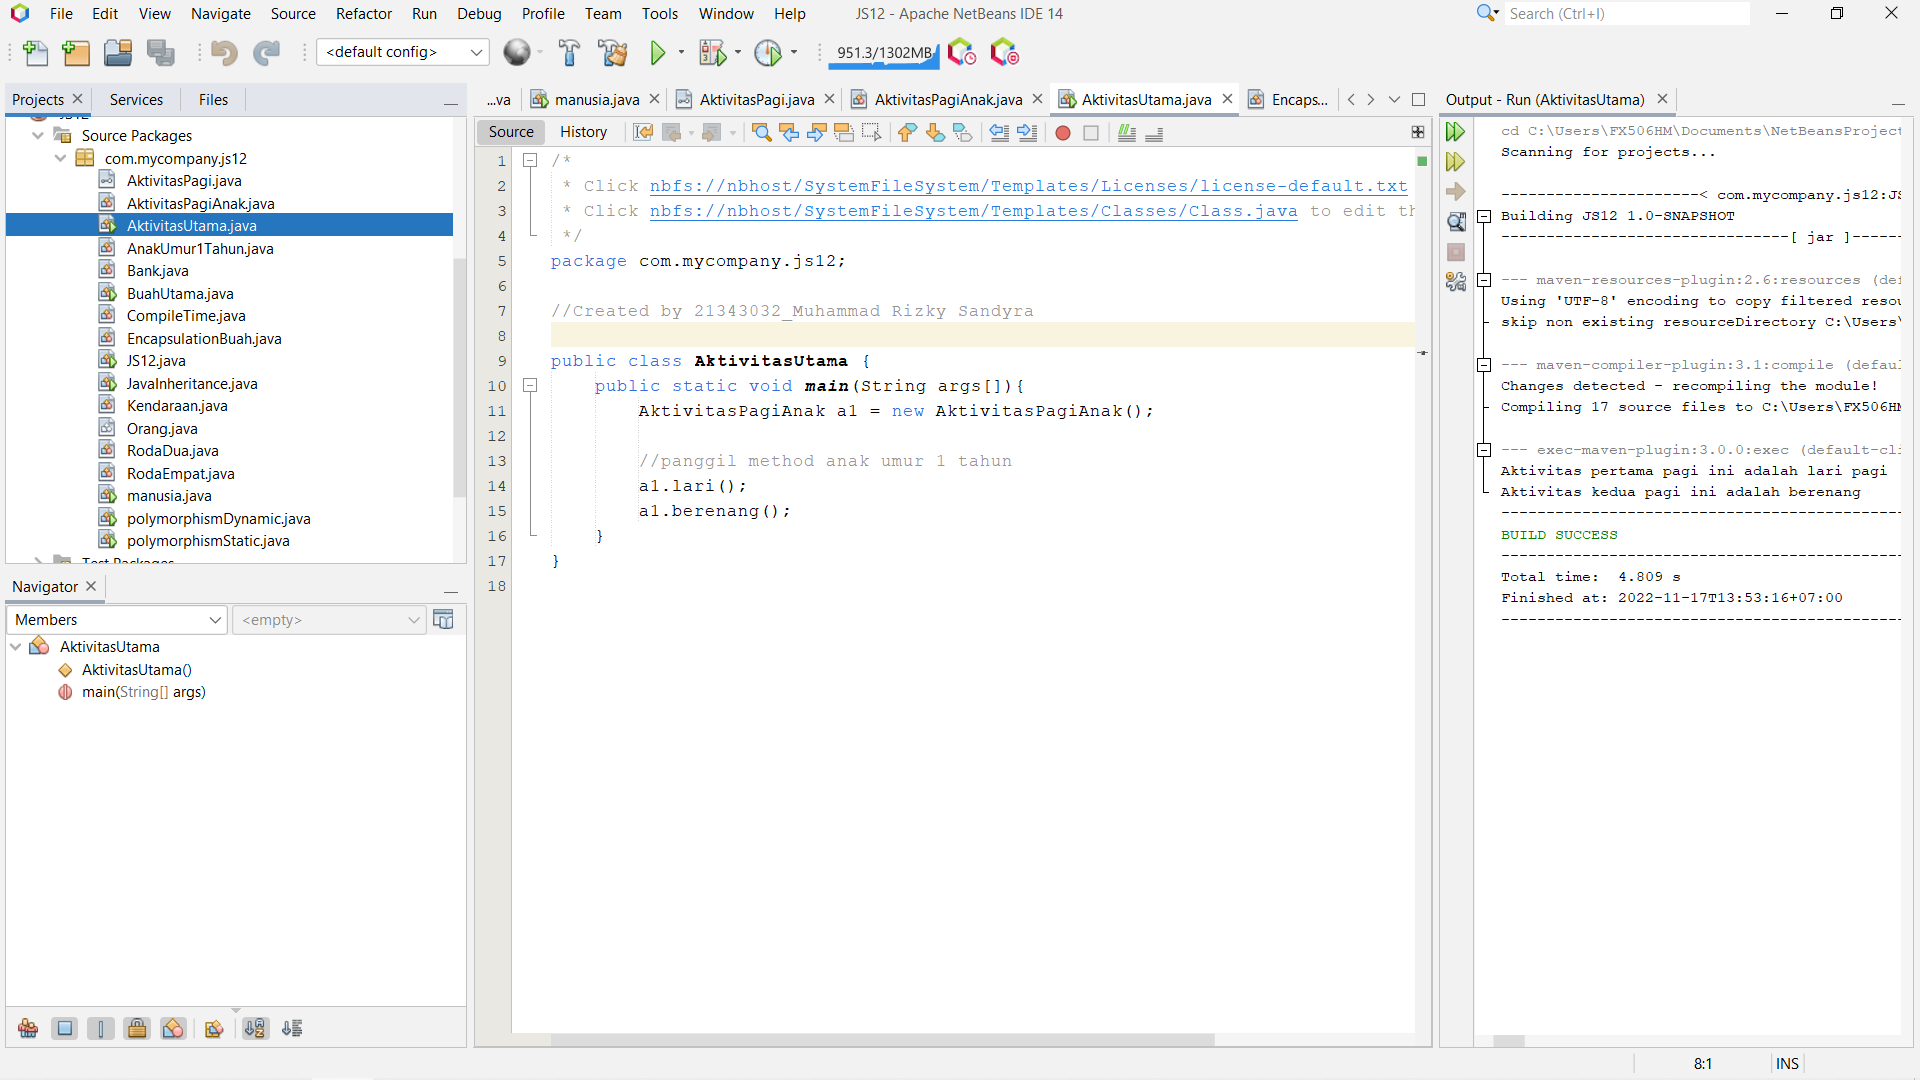 File Edit View Navigate Source Refactor Run Debug Profile Team Tools Window Help
JS12 - Apache NetBeans IDE 14
Search (Ctrl+I)
<default config>
951.3/1302MB
Projects
Services
Files
Source Packages
com.mycompany.js12
AktivitasPagi.java
AktivitasPagiAnak.java
AktivitasUtama.java
AnakUmur1Tahun.java
Bank.java
BuahUtama.java
CompileTime.java
EncapsulationBuah.java
JS12.java
JavaInheritance.java
Kendaraan.java
Orang.java
RodaDua.java
RodaEmpat.java
manusia.java
polymorphismDynamic.java
polymorphismStatic.java
Test Packages
Navigator
Members
<empty>
AktivitasUtama
AktivitasUtama()
main(String[] args)
...va
manusia.java
AktivitasPagi.java
AktivitasPagiAnak.java
AktivitasUtama.java
Encaps...
Source
History
1 /*
2 * Click nbfs://nbhost/SystemFileSystem/Templates/Licenses/license-default.txt
3 * Click nbfs://nbhost/SystemFileSystem/Templates/Classes/Class.java to edit th
4 */
5 package com.mycompany.js12;
6
7 //Created by 21343032_Muhammad Rizky Sandyra
8
9 public class AktivitasUtama {
10 public static void main(String args[]){
11 AktivitasPagiAnak a1 = new AktivitasPagiAnak();
12
13 //panggil method anak umur 1 tahun
14 a1.lari();
15 a1.berenang();
16 }
17 }
18
Output - Run (AktivitasUtama)
cd C:\Users\FX506HM\Documents\NetBeansProject
Scanning for projects...
----------------------< com.mycompany.js12:JS
Building JS12 1.0-SNAPSHOT
--------------------------------[ jar ]-----
--- maven-resources-plugin:2.6:resources (def
Using 'UTF-8' encoding to copy filtered resou
skip non existing resourceDirectory C:\Users\
--- maven-compiler-plugin:3.1:compile (defaul
Changes detected - recompiling the module!
Compiling 17 source files to C:\Users\FX506HM
--- exec-maven-plugin:3.0.0:exec (default-cli
Aktivitas pertama pagi ini adalah lari pagi
Aktivitas kedua pagi ini adalah berenang
---------------------------------------------
BUILD SUCCESS
---------------------------------------------
Total time:  4.809 s
Finished at: 2022-11-17T13:53:16+07:00
---------------------------------------------
8:1
INS